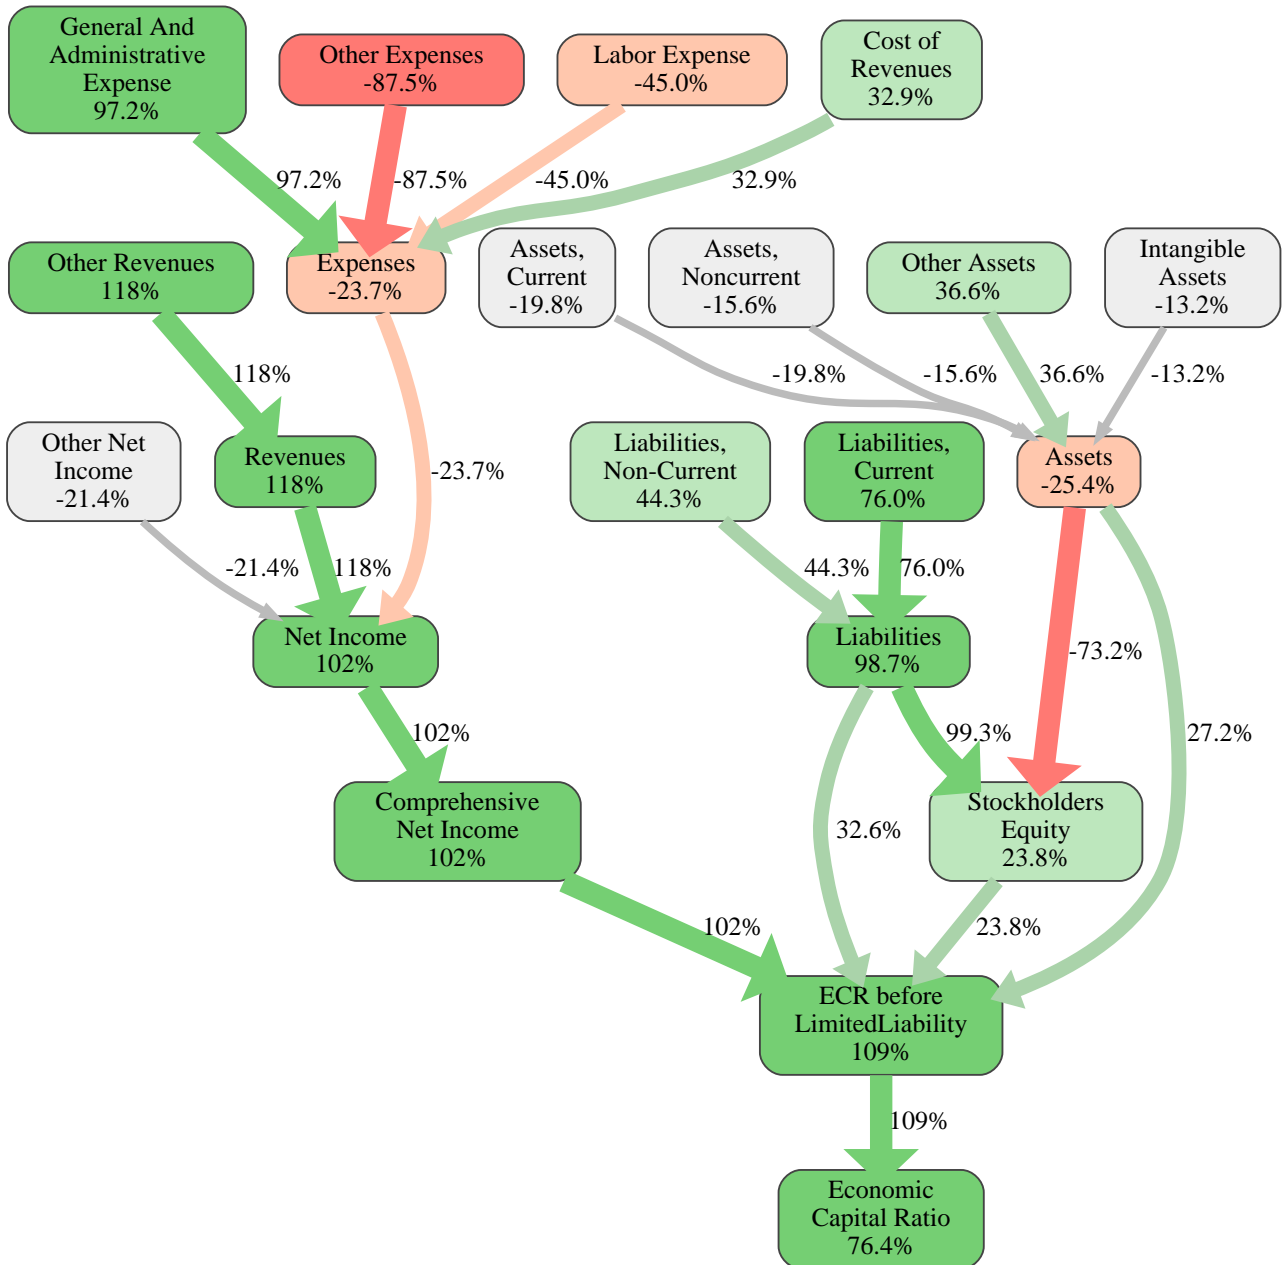 General And
Administrative
Expense
97.2%
Other Expenses
-87.5%
Labor Expense
-45.0%
Cost of
Revenues
32.9%
97.2%
-87.5%
-45.0%
32.9%
Other Revenues
118%
Expenses
-23.7%
Assets,
Current
-19.8%
Assets,
Noncurrent
-15.6%
Other Assets
36.6%
Intangible
Assets
-13.2%
118%
-19.8%
-15.6%
36.6%
-13.2%
Other Net
Income
-21.4%
Revenues
118%
-23.7%
Liabilities,
Non-Current
44.3%
Liabilities,
Current
76.0%
Assets
-25.4%
-21.4%
118%
44.3%
76.0%
Net Income
102%
Liabilities
98.7%
-73.2%
102%
99.3%
27.2%
Comprehensive
Net Income
102%
32.6%
Stockholders
Equity
23.8%
102%
23.8%
ECR before
LimitedLiability
109%
109%
Economic
Capital Ratio
76.4%